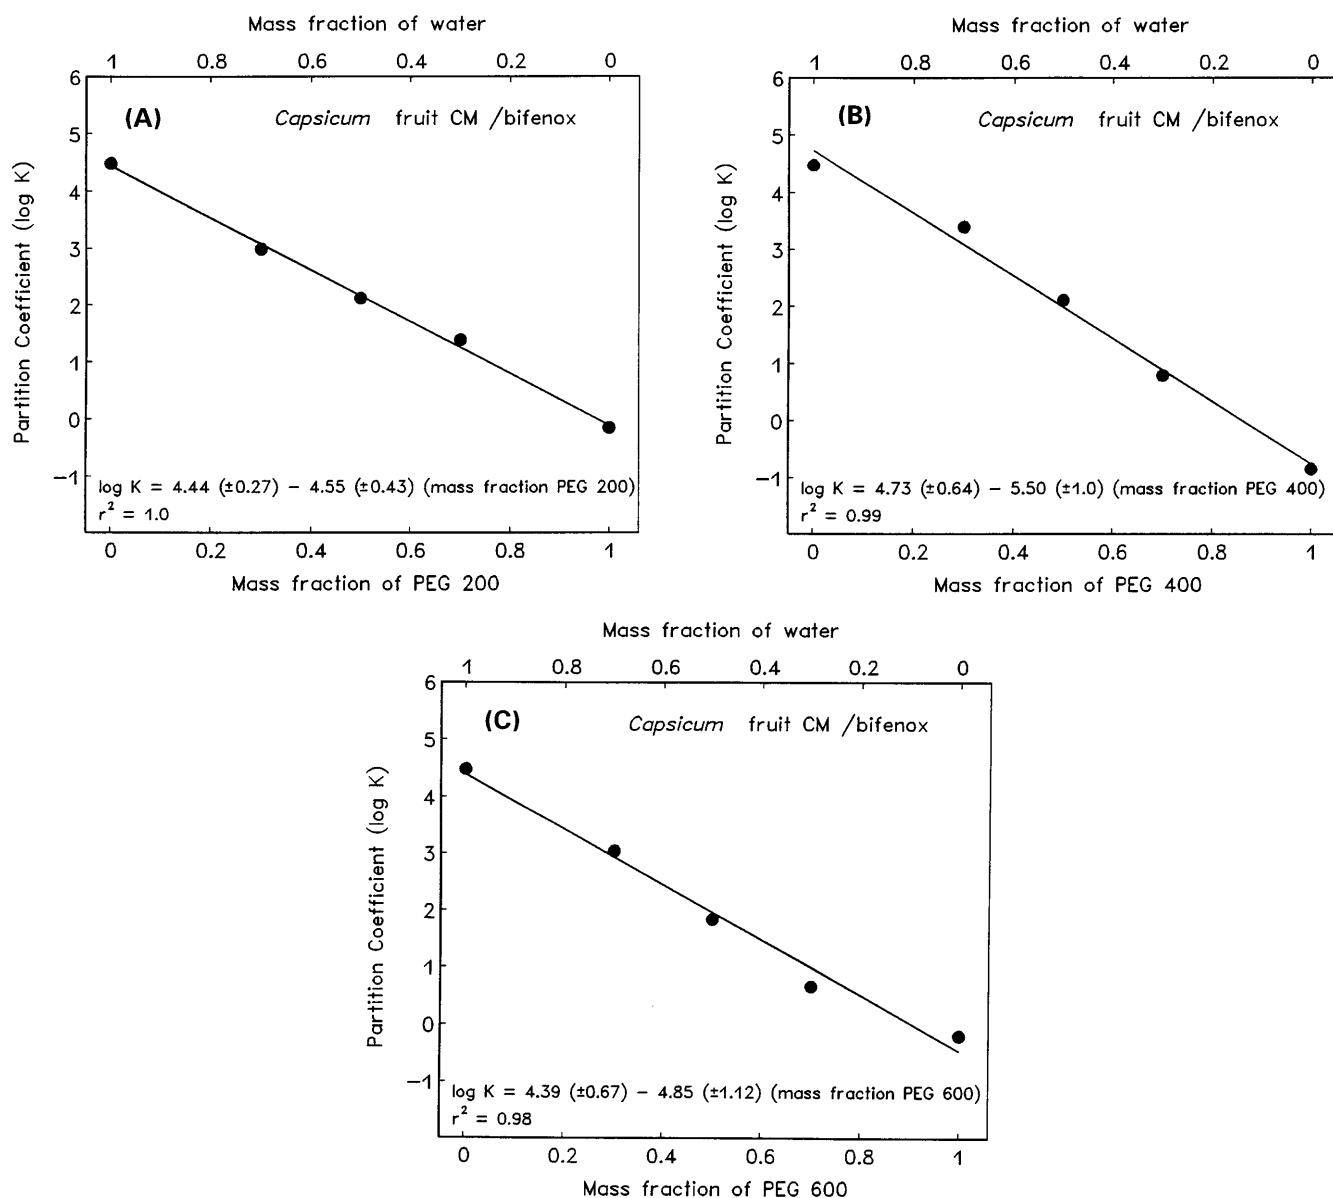 Mass fraction of water
1 0.8 0.6 0.4 0.2 0
6
5
4
3
2
1
0
−1
Partition Coefficient (log K)
(A) Capsicum fruit CM /bifenox
log K = 4.44 (±0.27) − 4.55 (±0.43) (mass fraction PEG 200)
r² = 1.0
0 0.2 0.4 0.6 0.8 1
Mass fraction of PEG 200
Mass fraction of water
1 0.8 0.6 0.4 0.2 0
6
5
4
3
2
1
0
−1
Partition Coefficient (log K)
(B) Capsicum fruit CM /bifenox
log K = 4.73 (±0.64) − 5.50 (±1.0) (mass fraction PEG 400)
r² = 0.99
0 0.2 0.4 0.6 0.8 1
Mass fraction of PEG 400
Mass fraction of water
1 0.8 0.6 0.4 0.2 0
6
5
4
3
2
1
0
−1
Partition Coefficient (log K)
(C) Capsicum fruit CM /bifenox
log K = 4.39 (±0.67) − 4.85 (±1.12) (mass fraction PEG 600)
r² = 0.98
0 0.2 0.4 0.6 0.8 1
Mass fraction of PEG 600